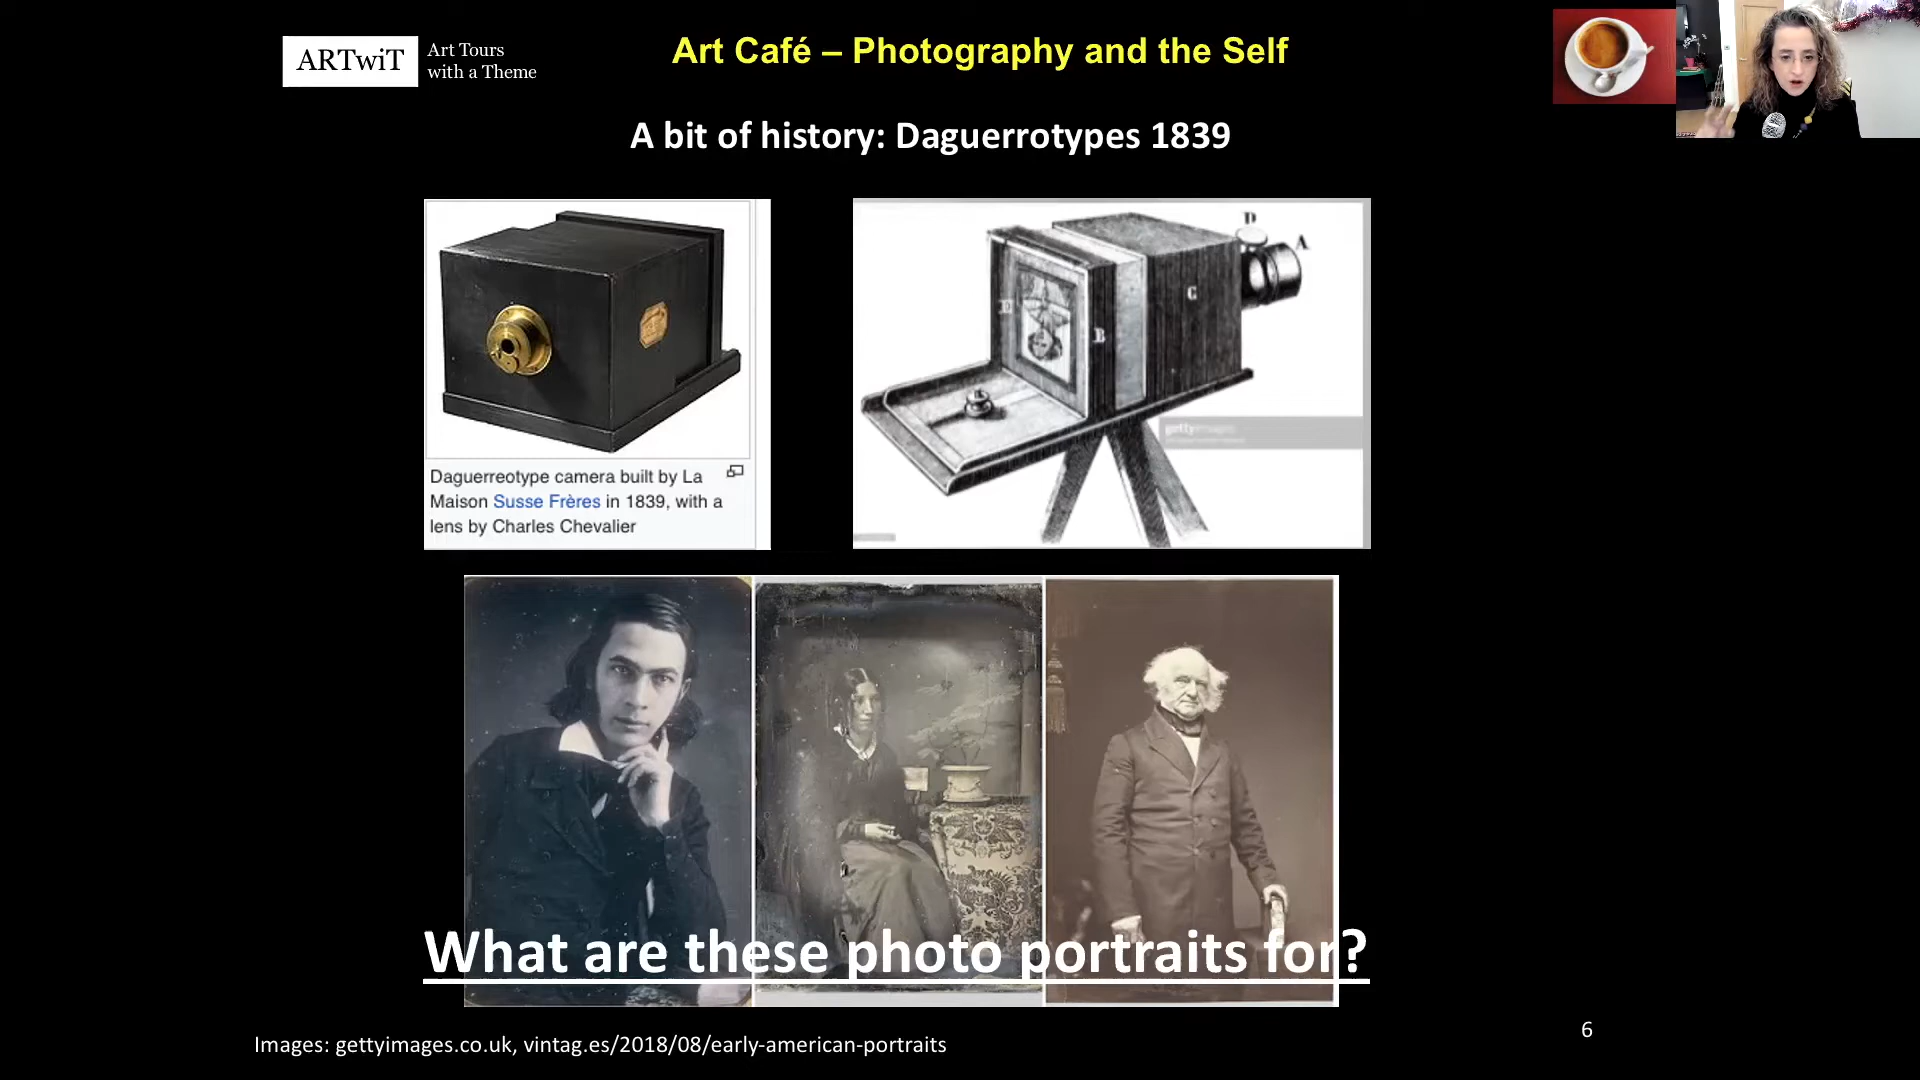 ARTwiT
Art Tours
with a Theme
Art Café – Photography and the Self
A bit of history: Daguerrotypes 1839
D
A
C
E
B
gettyimages
Daguerreotype camera built by La
Maison Susse Frères in 1839, with a
lens by Charles Chevalier
What are these photo portraits for?
Images: gettyimages.co.uk, vintag.es/2018/08/early-american-portraits
6